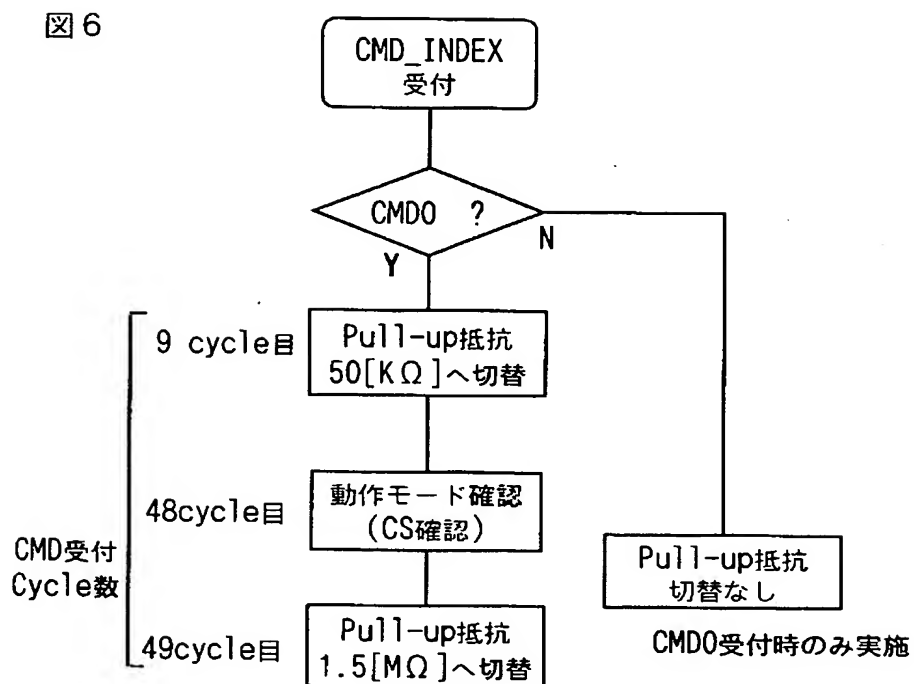 図6
CMD_INDEX
受付
CMD0 ?
N
Y
9 cycle目
Pull-up抵抗
50[KΩ]へ切替
48cycle目
動作モード確認
(CS確認)
CMD受付
Cycle数
Pull-up抵抗
切替なし
49cycle目
Pull-up抵抗
1.5[MΩ]へ切替
CMD0受付時のみ実施